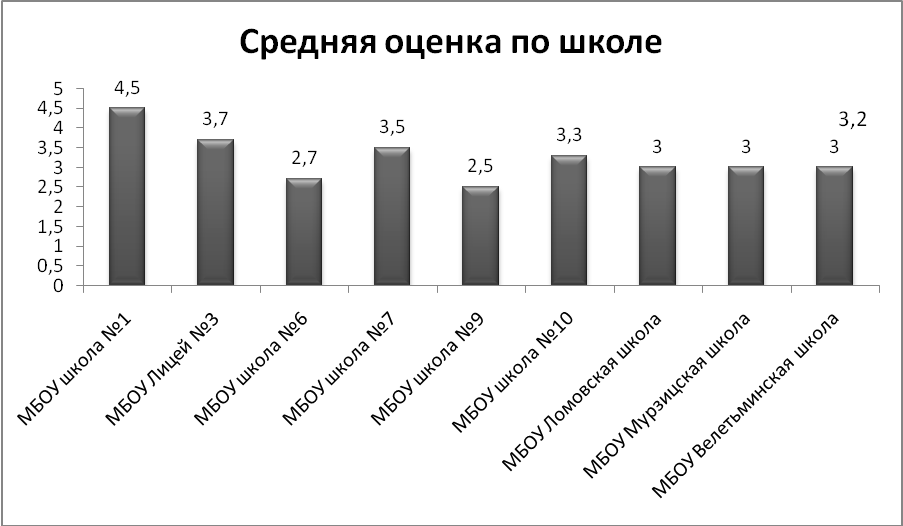 Средняя оценка по школе
5
4,5
4
3,5
3
2,5
2
1,5
1
0,5
0
4,5
3,7
2,7
3,5
2,5
3,3
3
3
3
3,2
МБОУ школа №1
МБОУ Лицей №3
МБОУ школа №6
МБОУ школа №7
МБОУ школа №9
МБОУ школа №10
МБОУ Ломовская школа
МБОУ Мурзицская школа
МБОУ Велетьминская школа